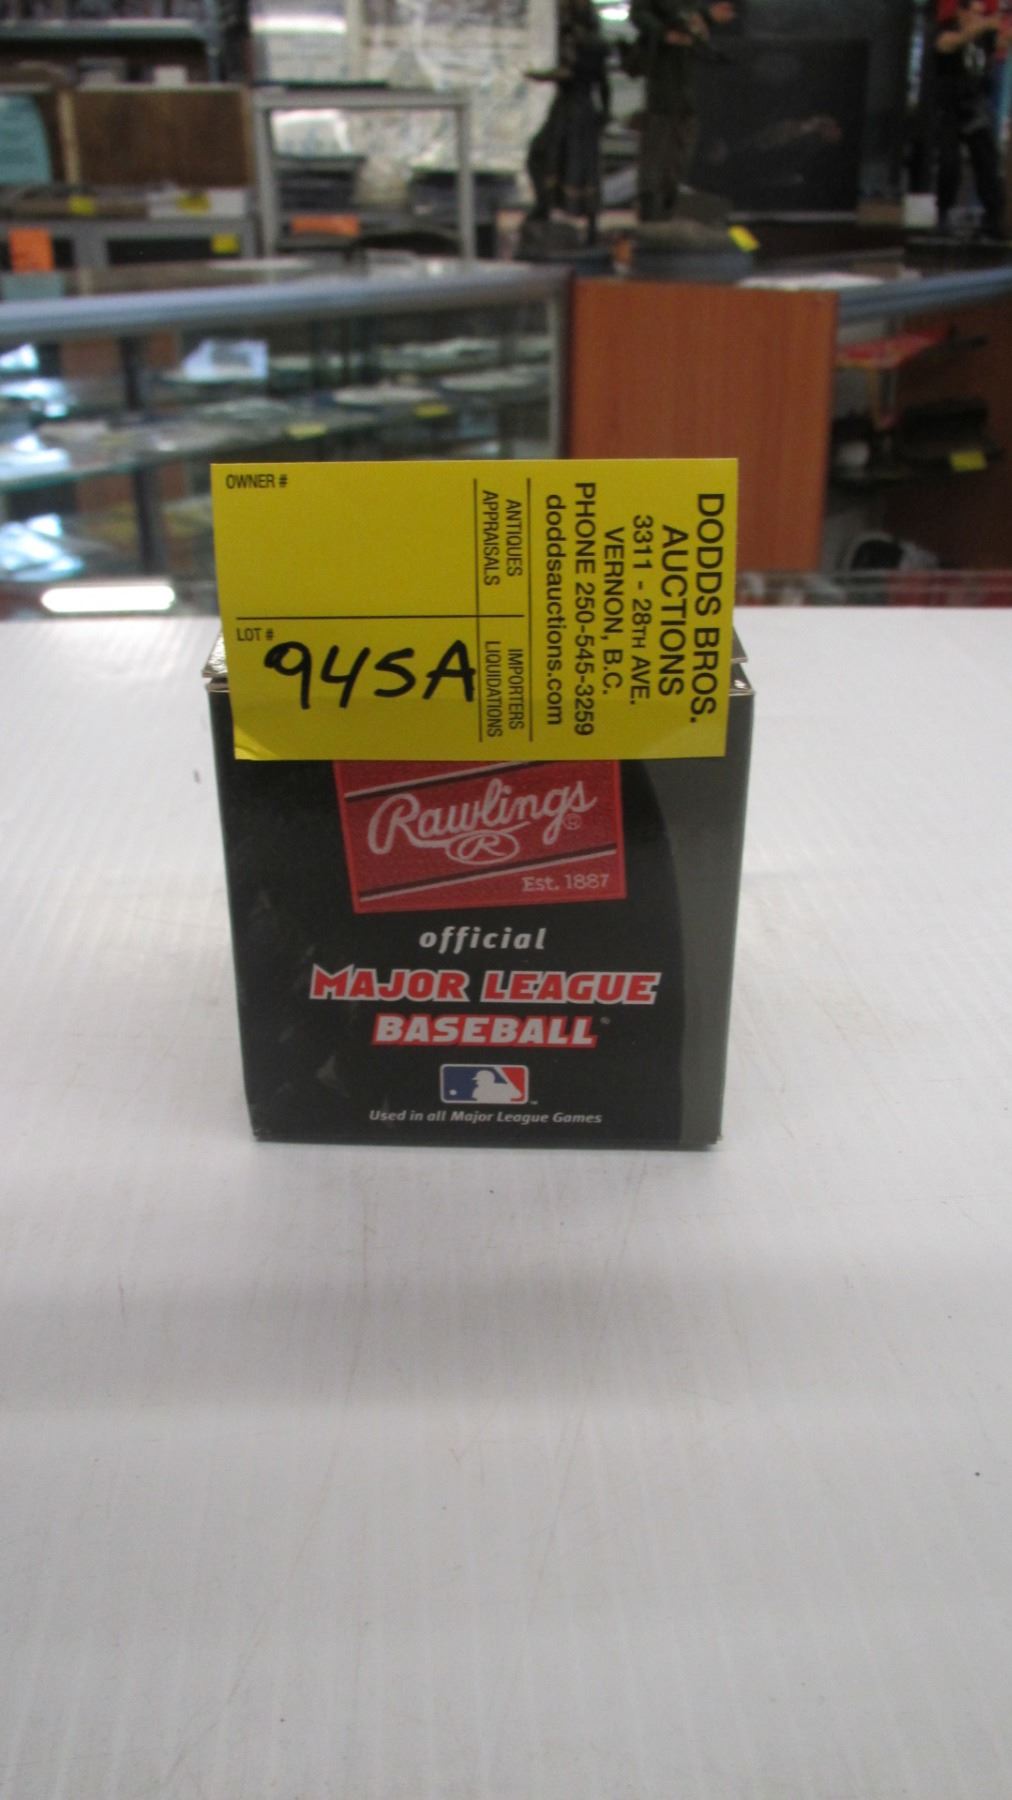 OWNER #
LOT #
945A
ANTIQUES
APPRAISALS
IMPORTERS
LIQUIDATIONS
DODDS BROS.
AUCTIONS
3311 - 28TH AVE.
VERNON, B.C.
PHONE 250-545-3259
doddsauctions.com
Rawlings®
R
Est. 1887
official
MAJOR LEAGUE
BASEBALL®
Used in all Major League Games